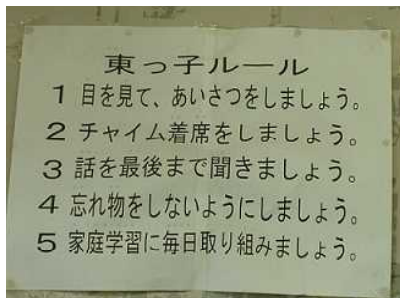 東っ子ルール
1 目を見て、あいさつをしましょう。
2 チャイム着席をしましょう。
3 話を最後まで聞きましょう。
4 忘れ物をしないようにしましょう。
5 家庭学習に毎日取り組みましょう。